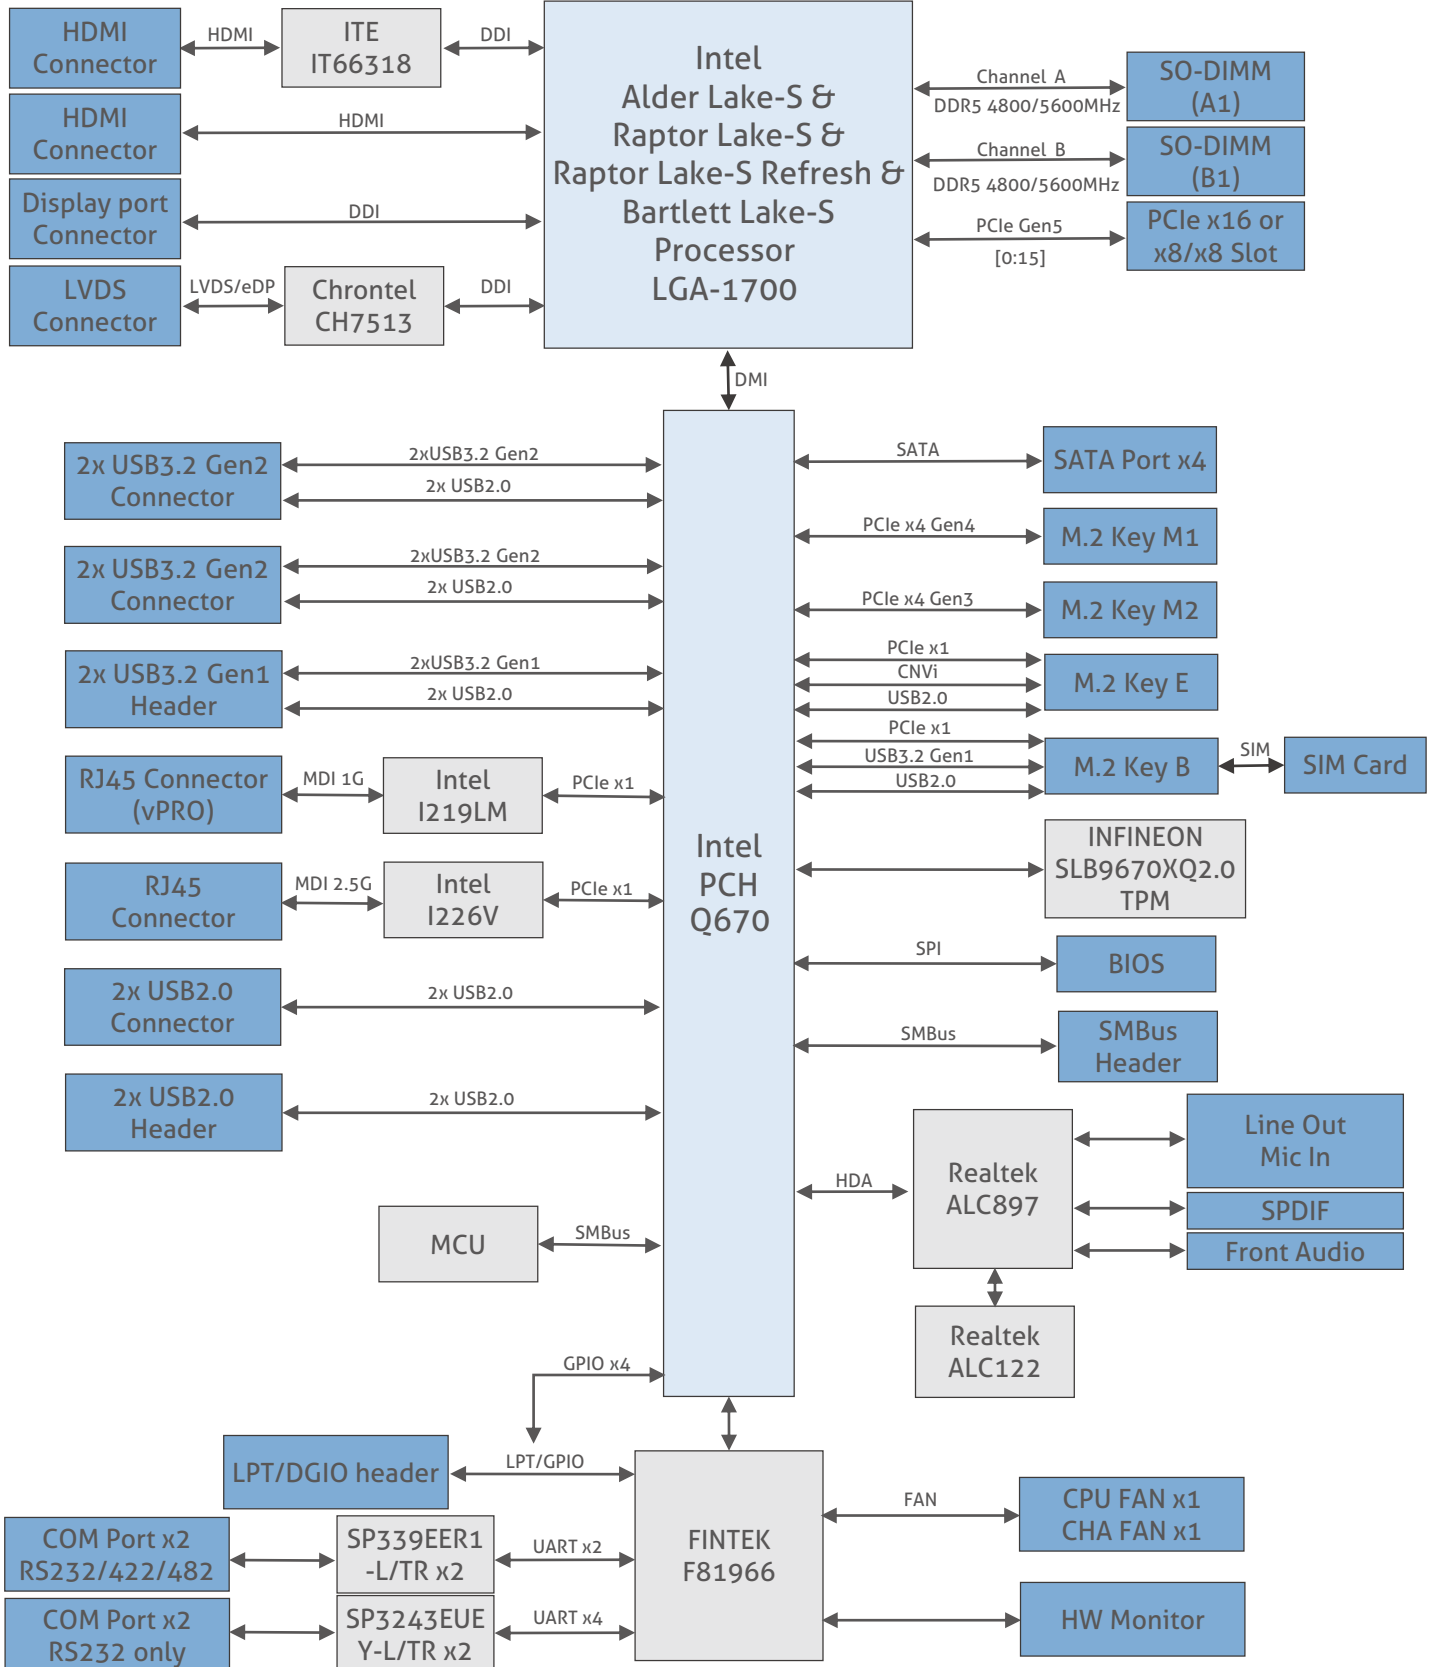 HDMI
Connector
HDMI
ITE
IT66318
DDI
HDMI
Connector
HDMI
Display port
Connector
DDI
LVDS
Connector
LVDS/eDP
Chrontel
CH7513
DDI
Intel
Alder Lake-S &
Raptor Lake-S &
Raptor Lake-S Refresh &
Bartlett Lake-S
Processor
LGA-1700
Channel A
DDR5 4800/5600MHz
SO-DIMM
(A1)
Channel B
DDR5 4800/5600MHz
SO-DIMM
(B1)
PCIe Gen5
[0:15]
PCIe x16 or
x8/x8 Slot
DMI
2x USB3.2 Gen2
Connector
2xUSB3.2 Gen2
2x USB2.0
2x USB3.2 Gen2
Connector
2xUSB3.2 Gen2
2x USB2.0
2x USB3.2 Gen1
Header
2xUSB3.2 Gen1
2x USB2.0
RJ45 Connector
(vPRO)
MDI 1G
Intel
I219LM
PCIe x1
RJ45
Connector
MDI 2.5G
Intel
I226V
PCIe x1
2x USB2.0
Connector
2x USB2.0
2x USB2.0
Header
2x USB2.0
MCU
SMBus
GPIO x4
Intel
PCH
Q670
SATA
SATA Port x4
PCIe x4 Gen4
M.2 Key M1
PCIe x4 Gen3
M.2 Key M2
PCIe x1
CNVi
USB2.0
M.2 Key E
PCIe x1
USB3.2 Gen1
USB2.0
M.2 Key B
SIM
SIM Card
INFINEON
SLB9670XQ2.0
TPM
SPI
BIOS
SMBus
SMBus
Header
HDA
Realtek
ALC897
Line Out
Mic In
SPDIF
Front Audio
Realtek
ALC122
LPT/DGIO header
LPT/GPIO
COM Port x2
RS232/422/482
SP339EER1
-L/TR x2
UART x2
COM Port x2
RS232 only
SP3243EUE
Y-L/TR x2
UART x4
FINTEK
F81966
FAN
CPU FAN x1
CHA FAN x1
HW Monitor